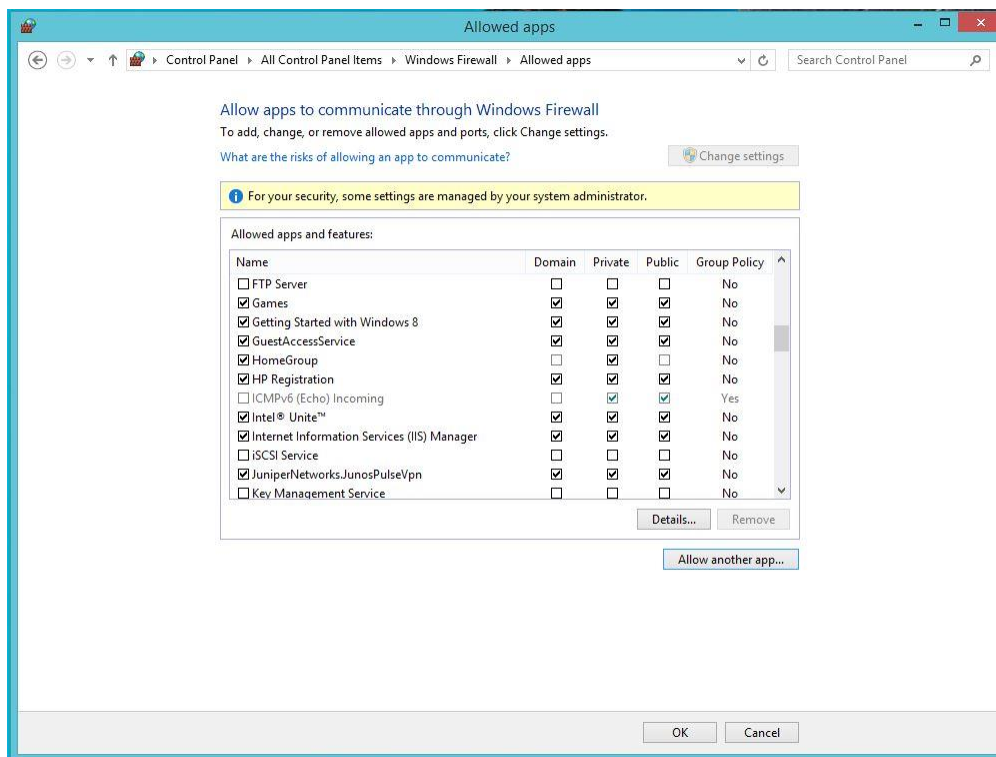 Allowed apps
Control Panel All Control Panel Items Windows Firewall Allowed apps Search Control Panel
Allow apps to communicate through Windows Firewall
To add, change, or remove allowed apps and ports, click Change settings.
What are the risks of allowing an app to communicate? Change settings
For your security, some settings are managed by your system administrator.
Allowed apps and features:
Name Domain Private Public Group Policy
FTP Server No
Games No
Getting Started with Windows 8 No
GuestAccessService No
HomeGroup No
HP Registration No
ICMPv6 (Echo) Incoming Yes
Intel® Unite™ No
Internet Information Services (IIS) Manager No
iSCSI Service No
JuniperNetworks.JunosPulseVpn No
Key Management Service No
Details... Remove
Allow another app...
OK Cancel